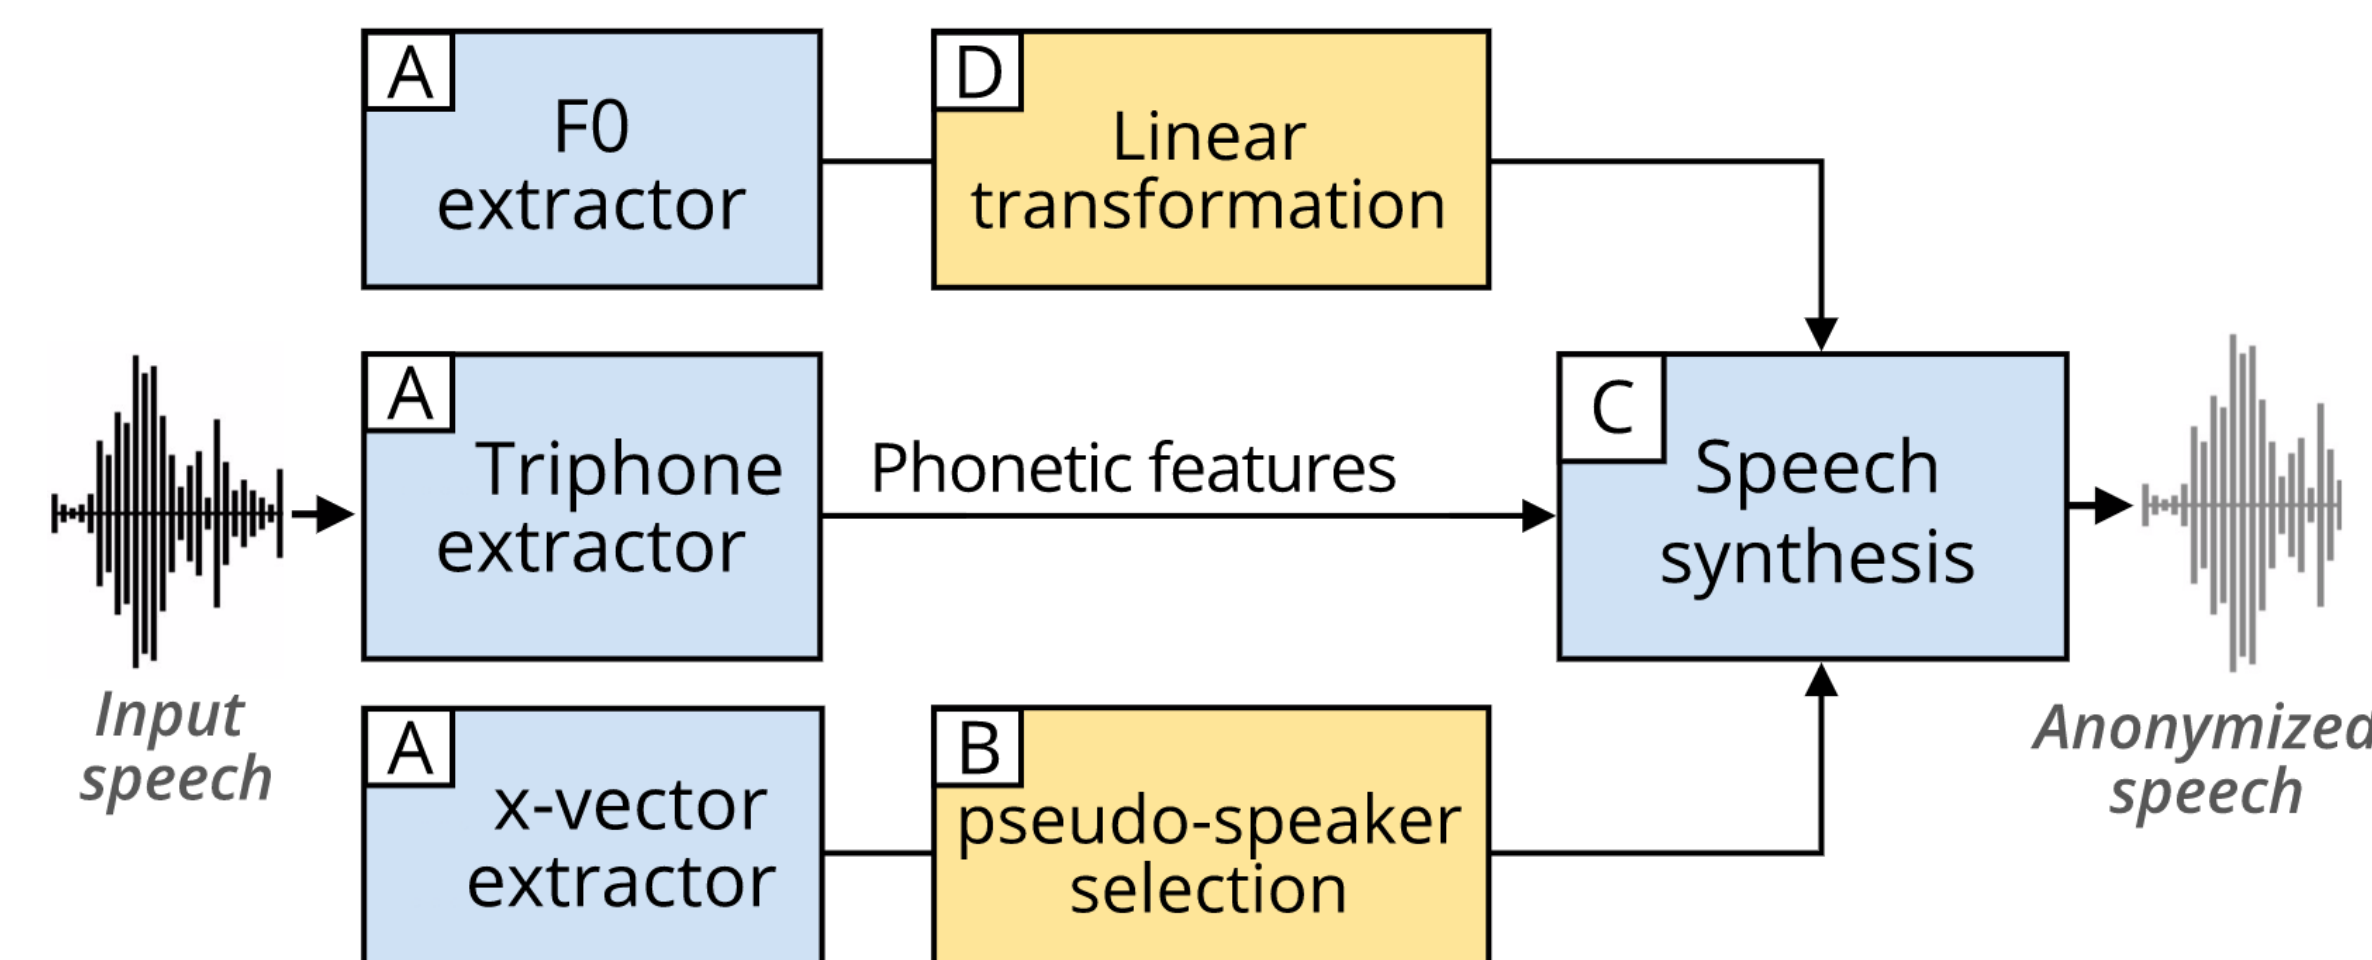 A
F0
extractor
D
Linear
transformation
A
Triphone
extractor
Phonetic features
C
Speech
synthesis
Input
speech
A
x-vector
extractor
B
pseudo-speaker
selection
Anonymized
speech